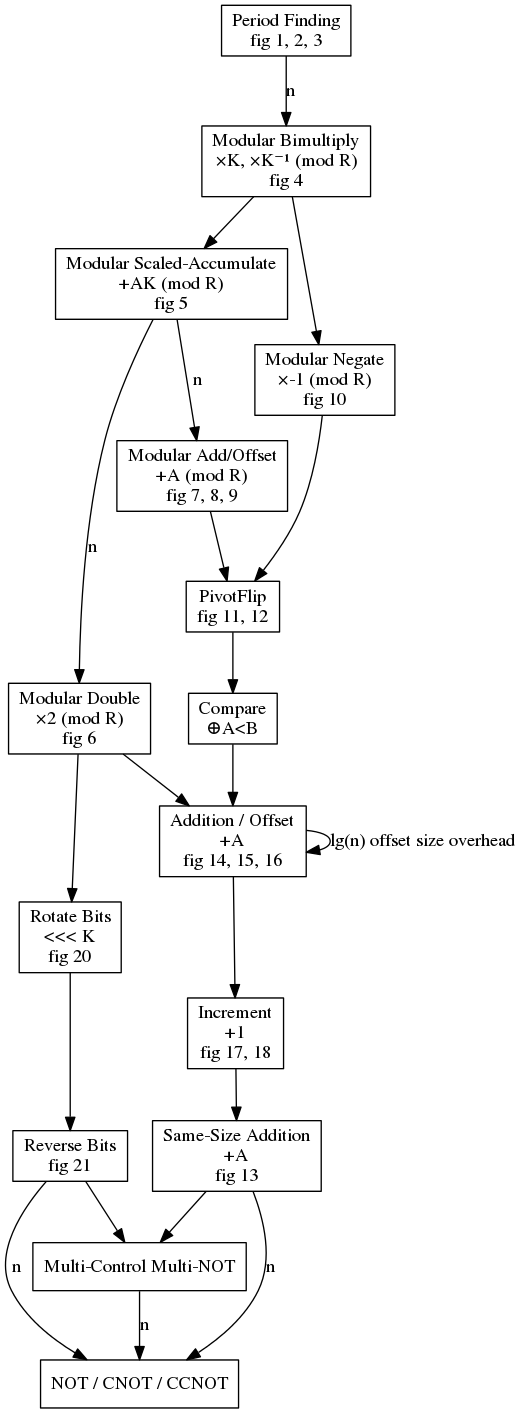 Period Finding
fig 1, 2, 3
n
Modular Bimultiply
×K, ×K⁻¹ (mod R)
fig 4
Modular Scaled-Accumulate
+AK (mod R)
fig 5
Modular Negate
×-1 (mod R)
fig 10
n
Modular Add/Offset
+A (mod R)
fig 7, 8, 9
n
PivotFlip
fig 11, 12
Modular Double
×2 (mod R)
fig 6
Compare
⊕A<B
Addition / Offset
+A
fig 14, 15, 16
lg(n) offset size overhead
Rotate Bits
<<< K
fig 20
Increment
+1
fig 17, 18
Reverse Bits
fig 21
Same-Size Addition
+A
fig 13
n
Multi-Control Multi-NOT
n
n
NOT / CNOT / CCNOT